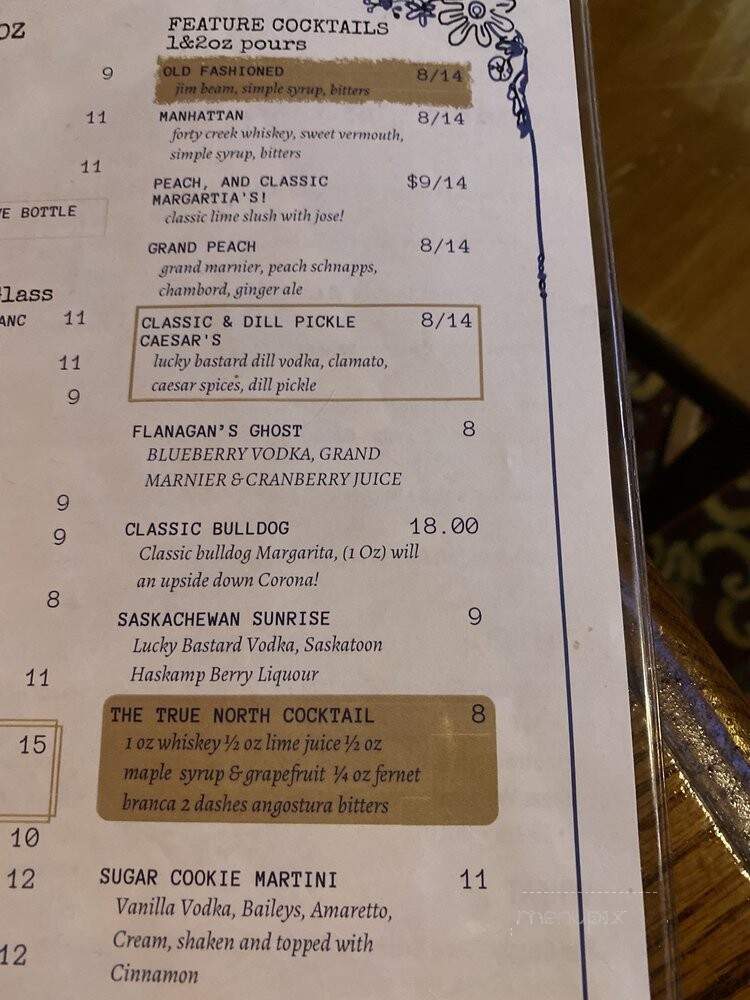 OZ
9
11
11
VE BOTTLE
Glass
ANC 11
11
9
9
9
8
11
15
10
12
12
FEATURE COCKTAILS
1&2oz pours
OLD FASHIONED 8/14
jim beam, simple syrup, bitters
MANHATTAN 8/14
forty creek whiskey, sweet vermouth,
simple syrup, bitters
PEACH, AND CLASSIC $9/14
MARGARTIA'S!
classic lime slush with jose!
GRAND PEACH 8/14
grand marnier, peach schnapps,
chambord, ginger ale
CLASSIC & DILL PICKLE 8/14
CAESAR'S
lucky bastard dill vodka, clamato,
caesar spices, dill pickle
FLANAGAN'S GHOST 8
BLUEBERRY VODKA, GRAND
MARNIER & CRANBERRY JUICE
CLASSIC BULLDOG 18.00
Classic bulldog Margarita, (1 Oz) will
an upside down Corona!
SASKACHEWAN SUNRISE 9
Lucky Bastard Vodka, Saskatoon
Haskamp Berry Liquour
THE TRUE NORTH COCKTAIL 8
1 oz whiskey ½ oz lime juice ½ oz
maple syrup & grapefruit ¼ oz fernet
branca 2 dashes angostura bitters
SUGAR COOKIE MARTINI 11
Vanilla Vodka, Baileys, Amaretto,
Cream, shaken and topped with
Cinnamon
menupix